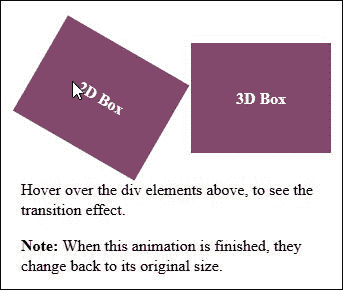 2D Box
3D Box
Hover over the div elements above, to see the
transition effect.
Note: When this animation is finished, they
change back to its original size.